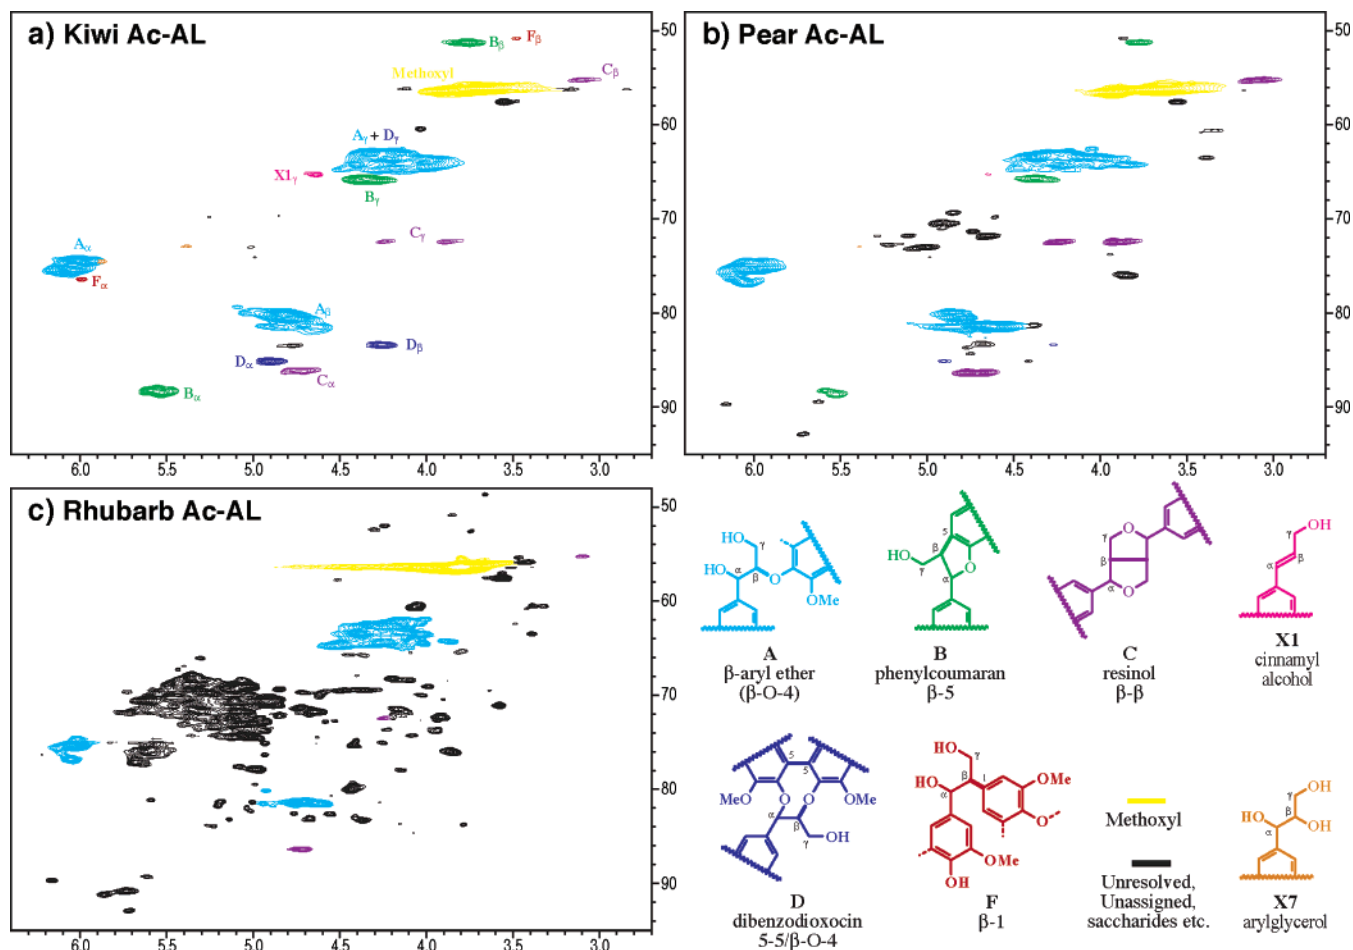 a) Kiwi Ac-AL
Bβ
Fβ
Methoxyl
Cβ
Aγ + Dγ
X1γ
Bγ
Cγ
Aα
Fα
Aβ
Dβ
Dα
Cα
Bα
50
60
70
80
90
6.0 5.5 5.0 4.5 4.0 3.5 3.0
b) Pear Ac-AL
50
60
70
80
90
6.0 5.5 5.0 4.5 4.0 3.5 3.0
c) Rhubarb Ac-AL
50
60
70
80
90
6.0 5.5 5.0 4.5 4.0 3.5 3.0
HO
γ
HO
α
β
O
OMe
A
β-aryl ether
(β-O-4)
5
β
HO
γ
O
α
B
phenylcoumaran
β-5
γ
O
β
α
O
C
resinol
β-β
OH
γ
β
α
X1
cinnamyl
alcohol
5
5
MeO
O
O
OMe
α
β
OH
γ
D
dibenzodioxocin
5-5/β-O-4
HO
γ
HO
β
1
α
OMe
O
OMe
OH
F
β-1
Methoxyl
Unresolved,
Unassigned,
saccharides etc.
OH
γ
HO
β
α
OH
X7
arylglycerol